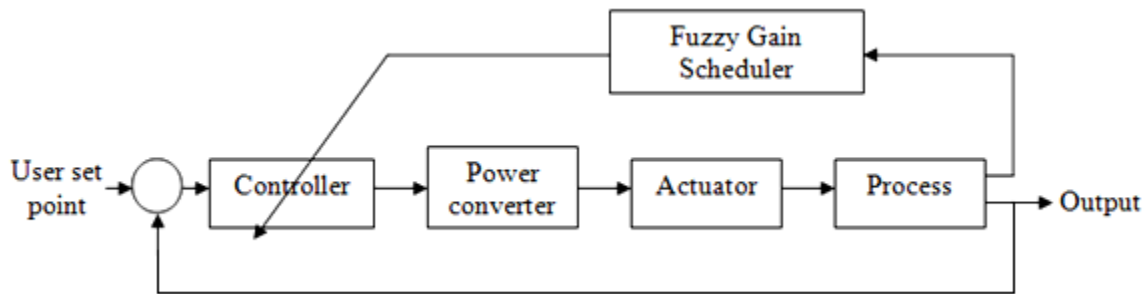 Fuzzy Gain
Scheduler
User set
point
Controller
Power
converter
Actuator
Process
Output